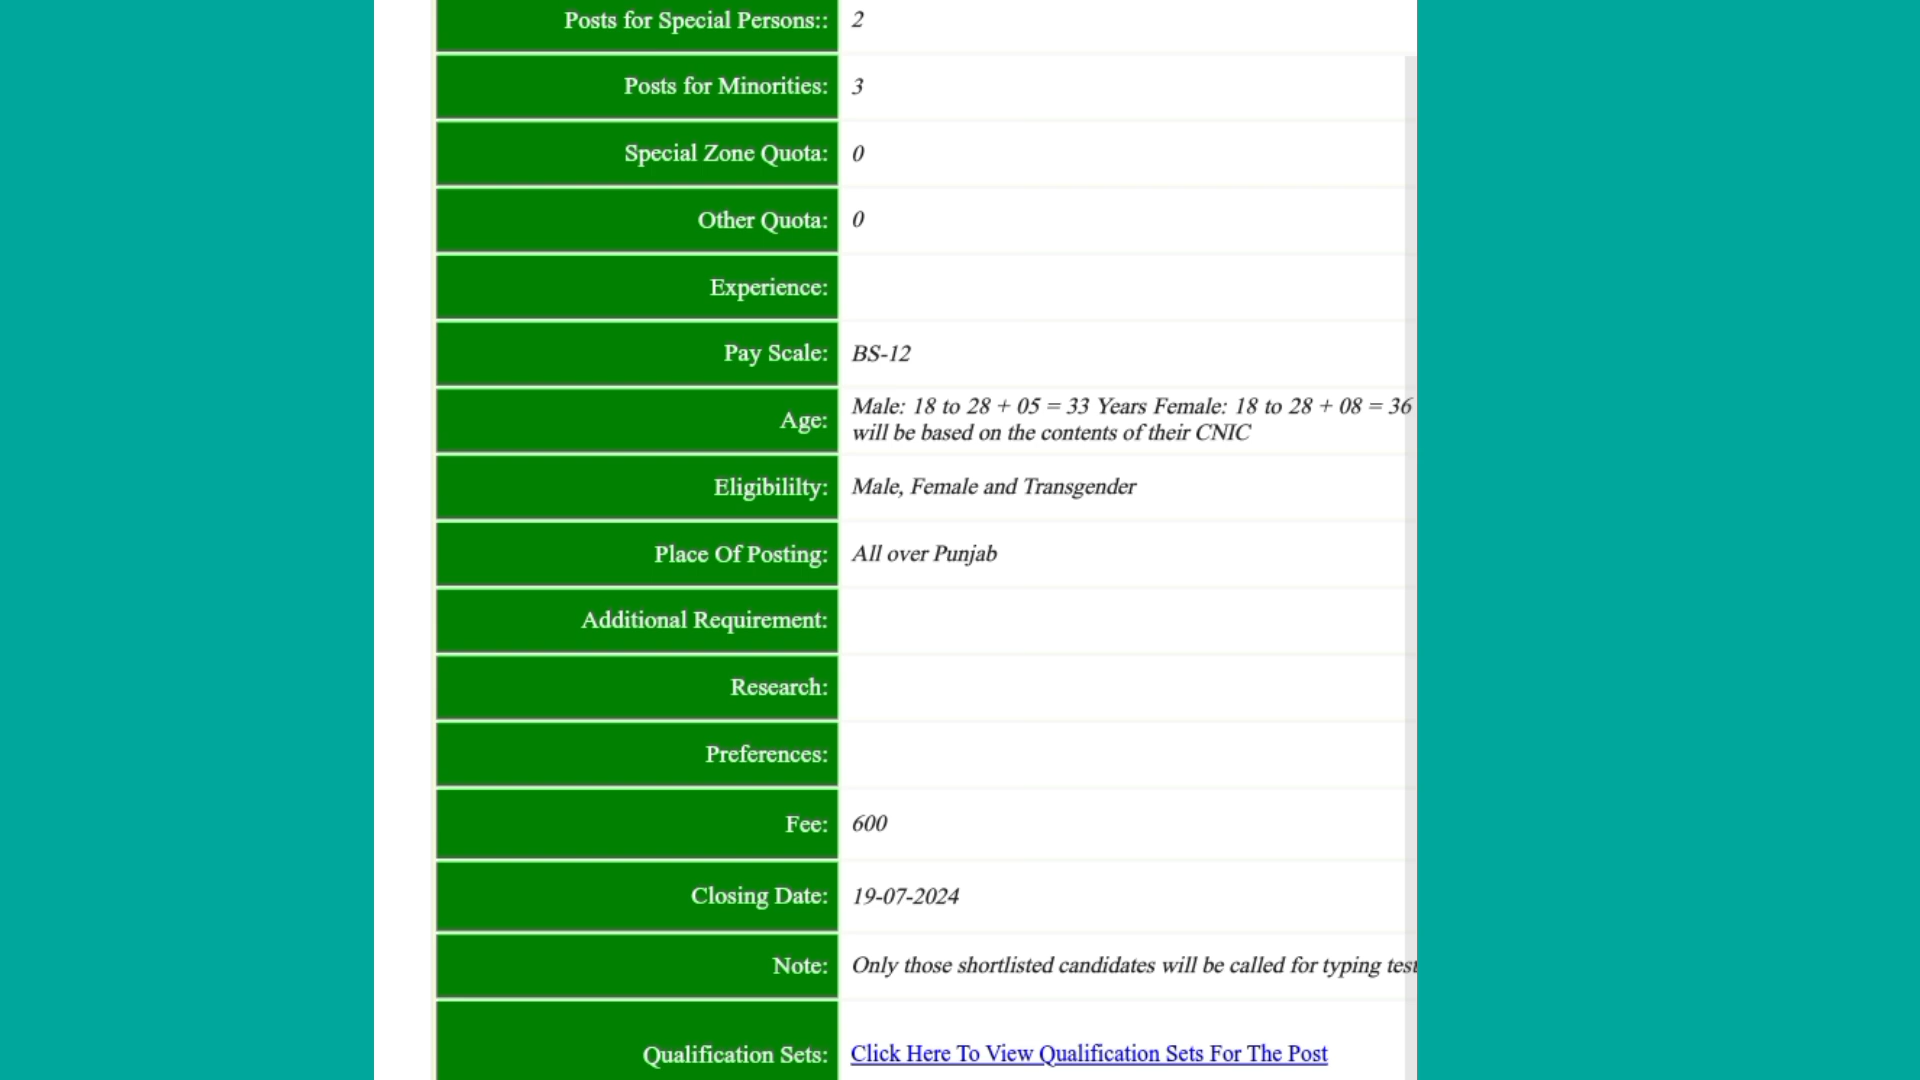 Posts for Special Persons:: 2
Posts for Minorities: 3
Special Zone Quota: 0
Other Quota: 0
Experience:
Pay Scale: BS-12
Age: Male: 18 to 28 + 05 = 33 Years Female: 18 to 28 + 08 = 36
will be based on the contents of their CNIC
Eligibililty: Male, Female and Transgender
Place Of Posting: All over Punjab
Additional Requirement:
Research:
Preferences:
Fee: 600
Closing Date: 19-07-2024
Note: Only those shortlisted candidates will be called for typing test
Qualification Sets: Click Here To View Qualification Sets For The Post